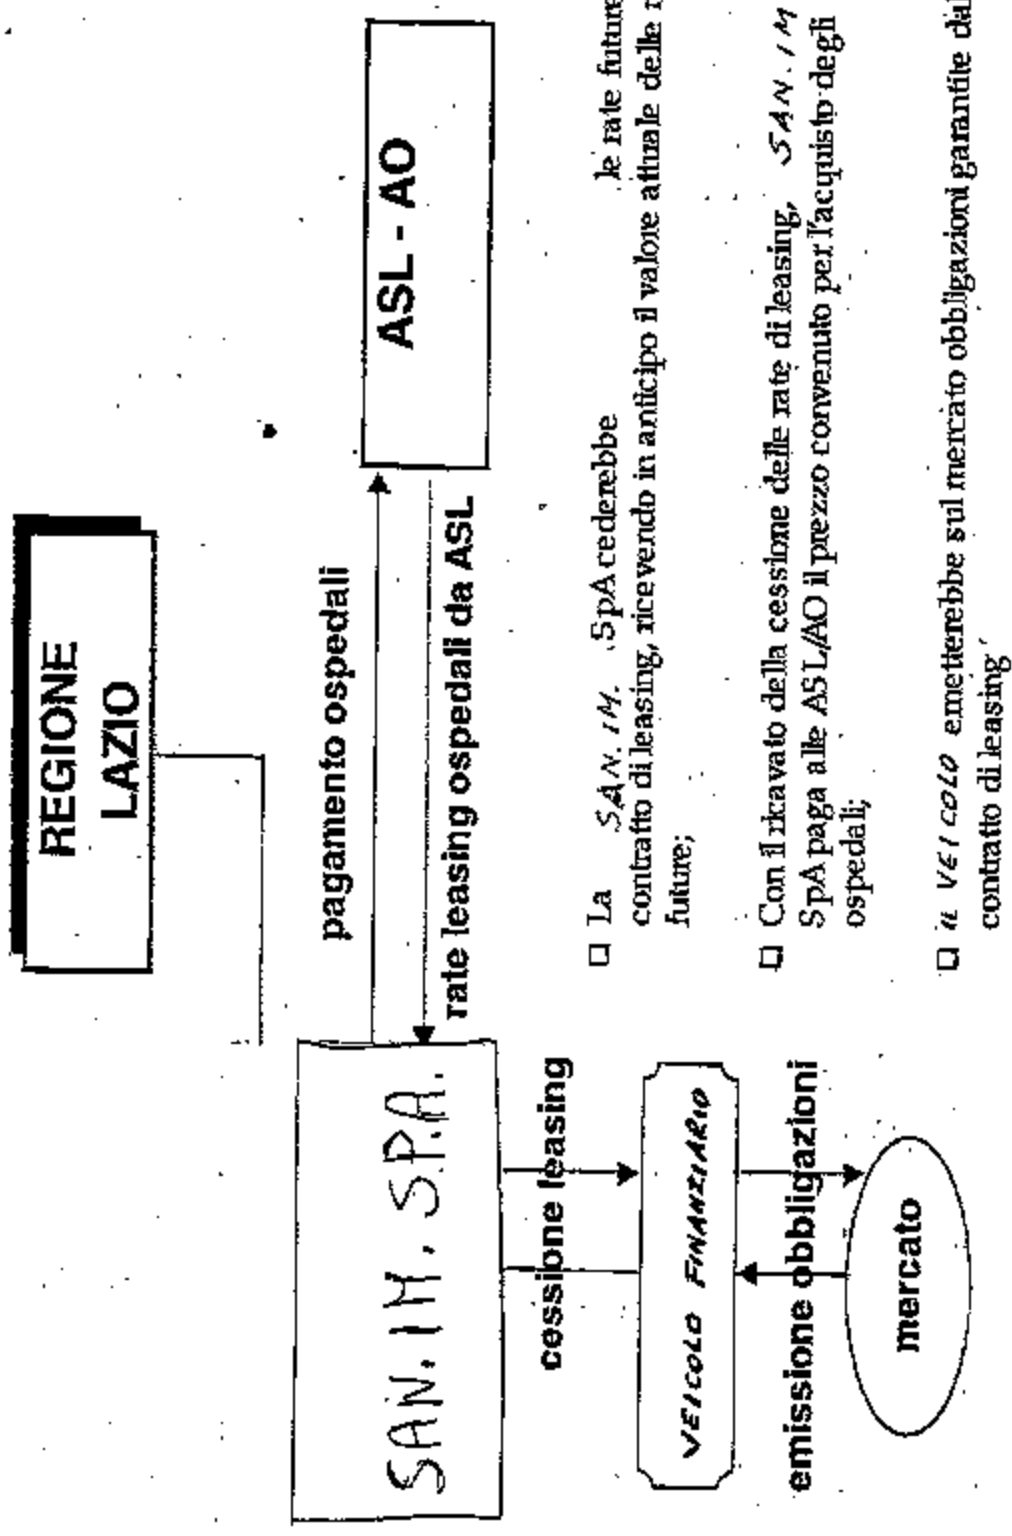 REGIONE
LAZIO
SAN.IM. S.P.A.
pagamento ospedali
rate leasing ospedali da ASL
ASL - AO
cessione leasing
VEICOLO FINANZIARIO
emissione obbligazioni
mercato
❑ La SAN.IM. SpA cederebbe le rate future
contratto di leasing, ricevendo in anticipo il valore attuale delle
future;
❑ Con il ricavato della cessione delle rate di leasing, SAN.IM
SpA paga alle ASL/AO il prezzo convenuto per l'acquisto degli
ospedali;
❑ il VEICOLO emetterebbe sul mercato obbligazioni garantite dal
contratto di leasing